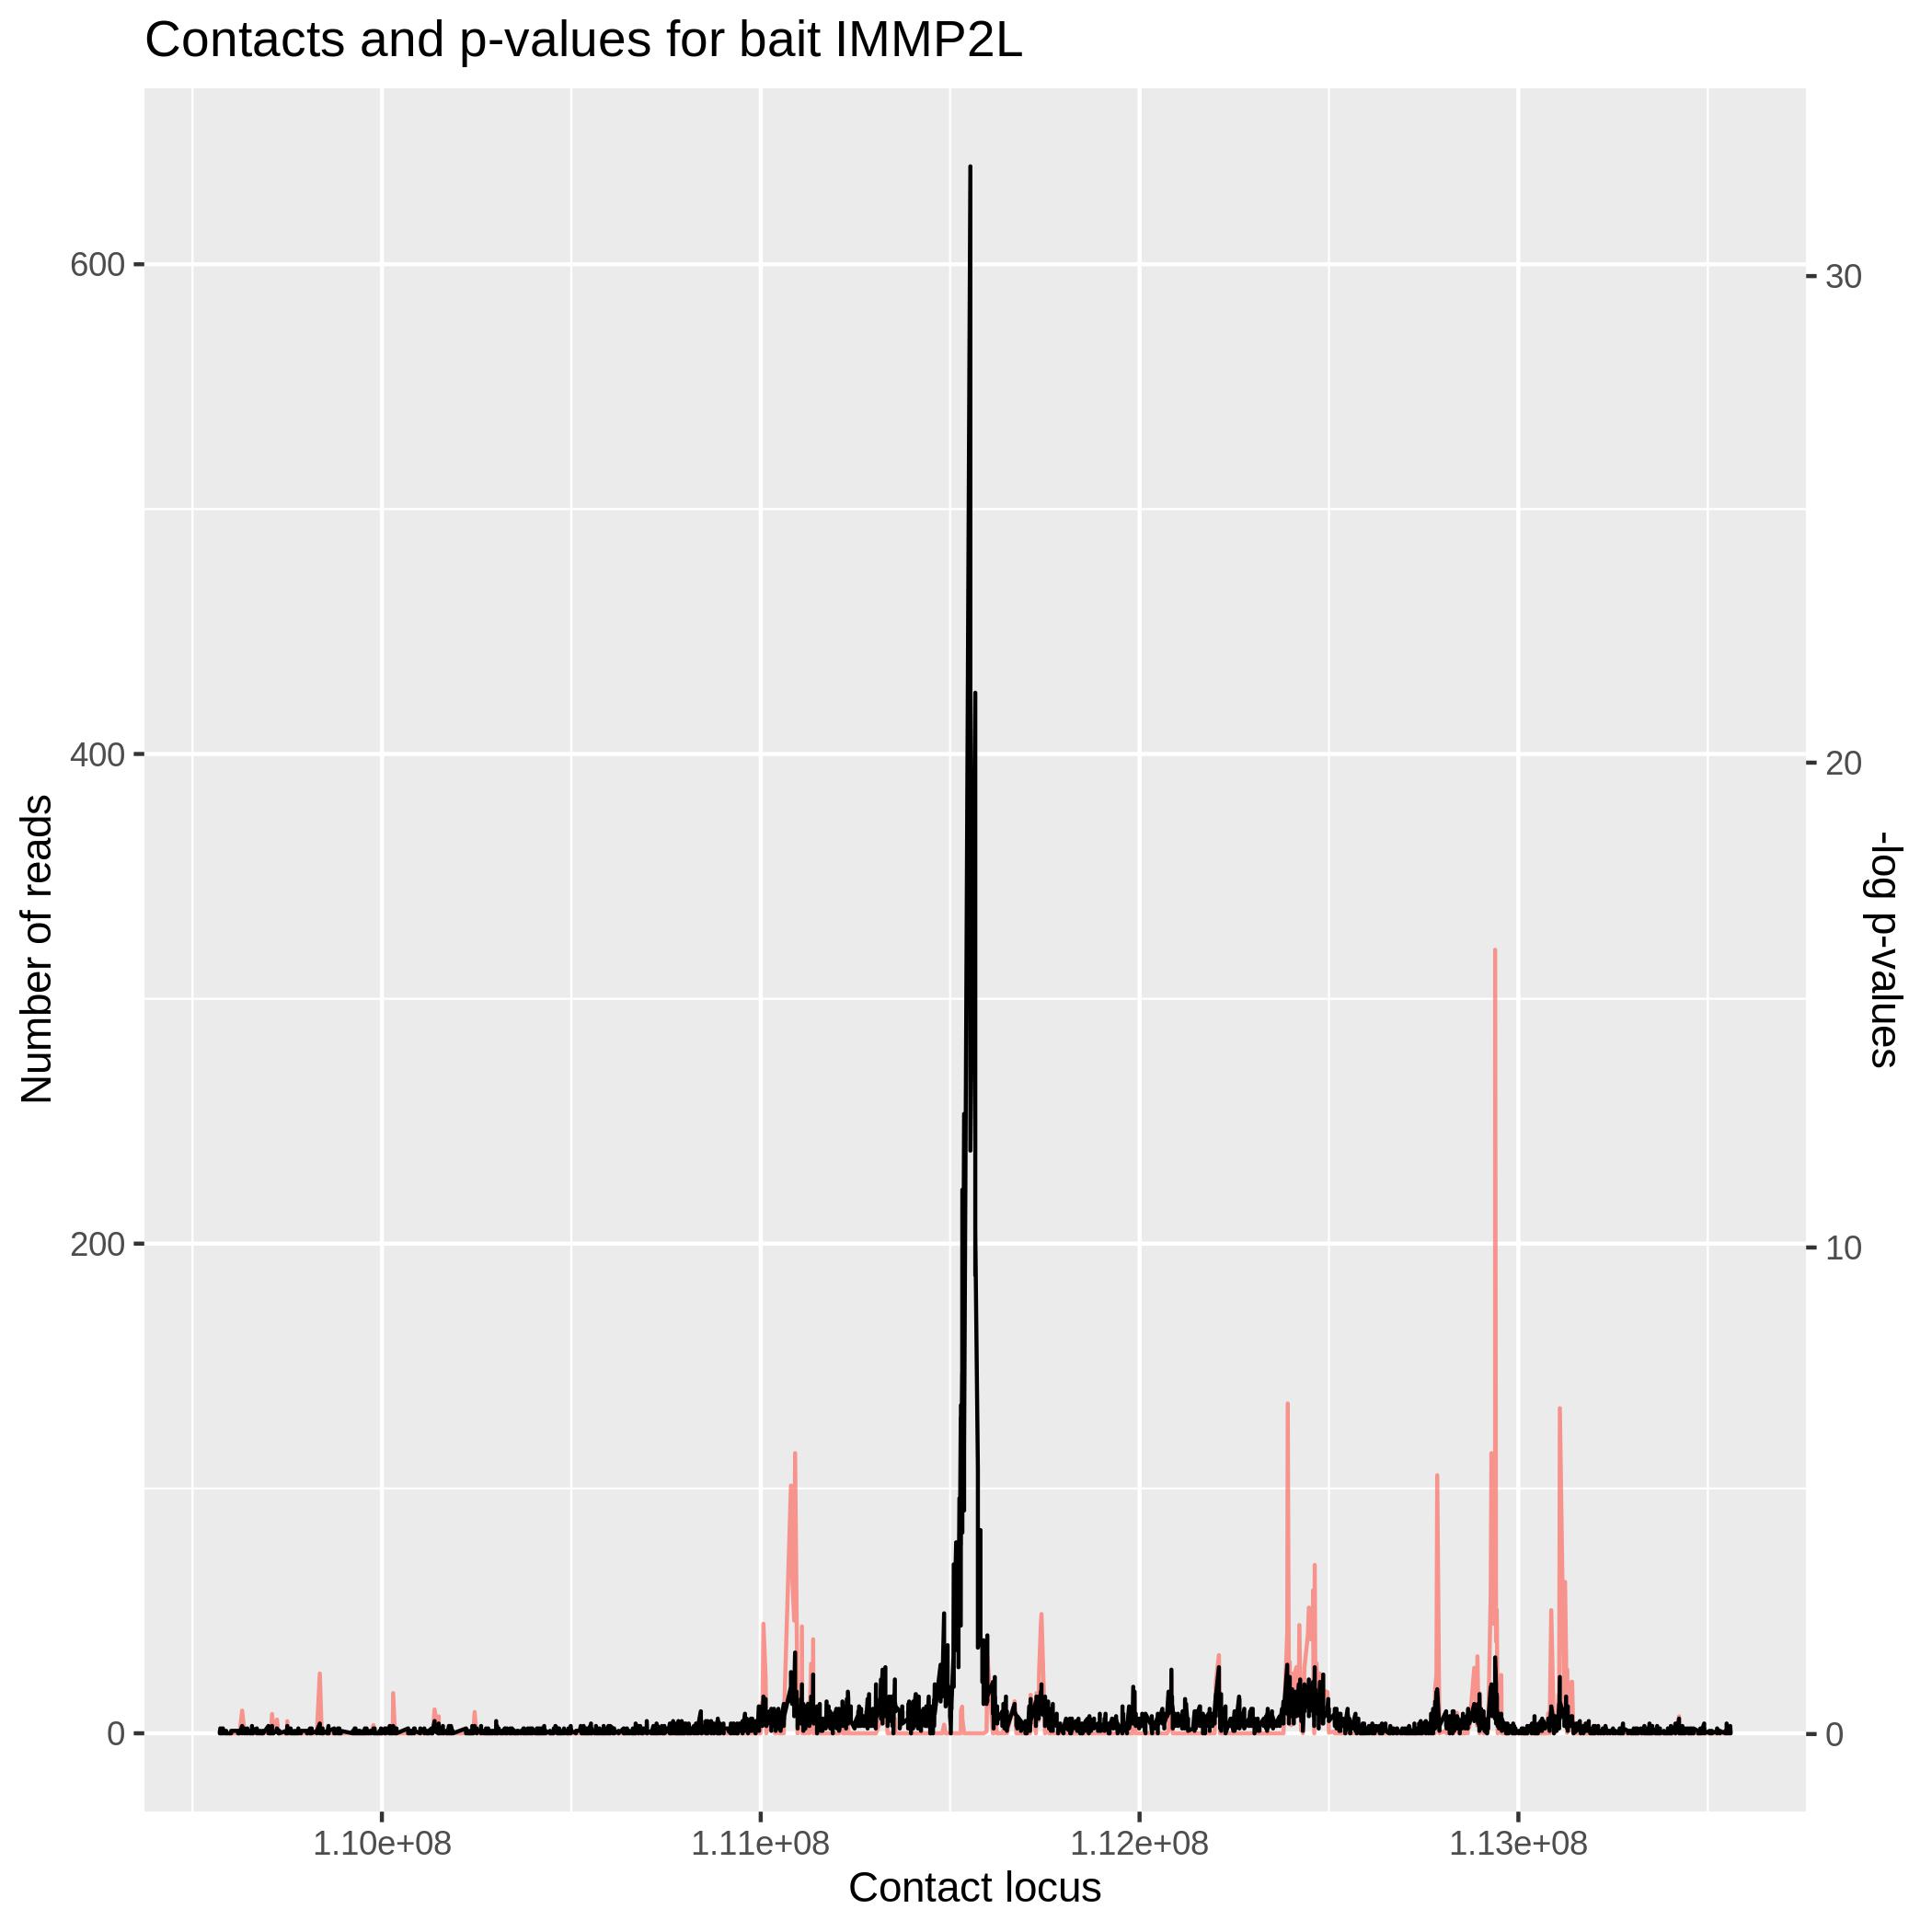 Contacts and p-values for bait IMMP2L
Number of reads
600
400
200
0
30
20
10
0
-log p-values
1.10e+08
1.11e+08
1.12e+08
1.13e+08
Contact locus